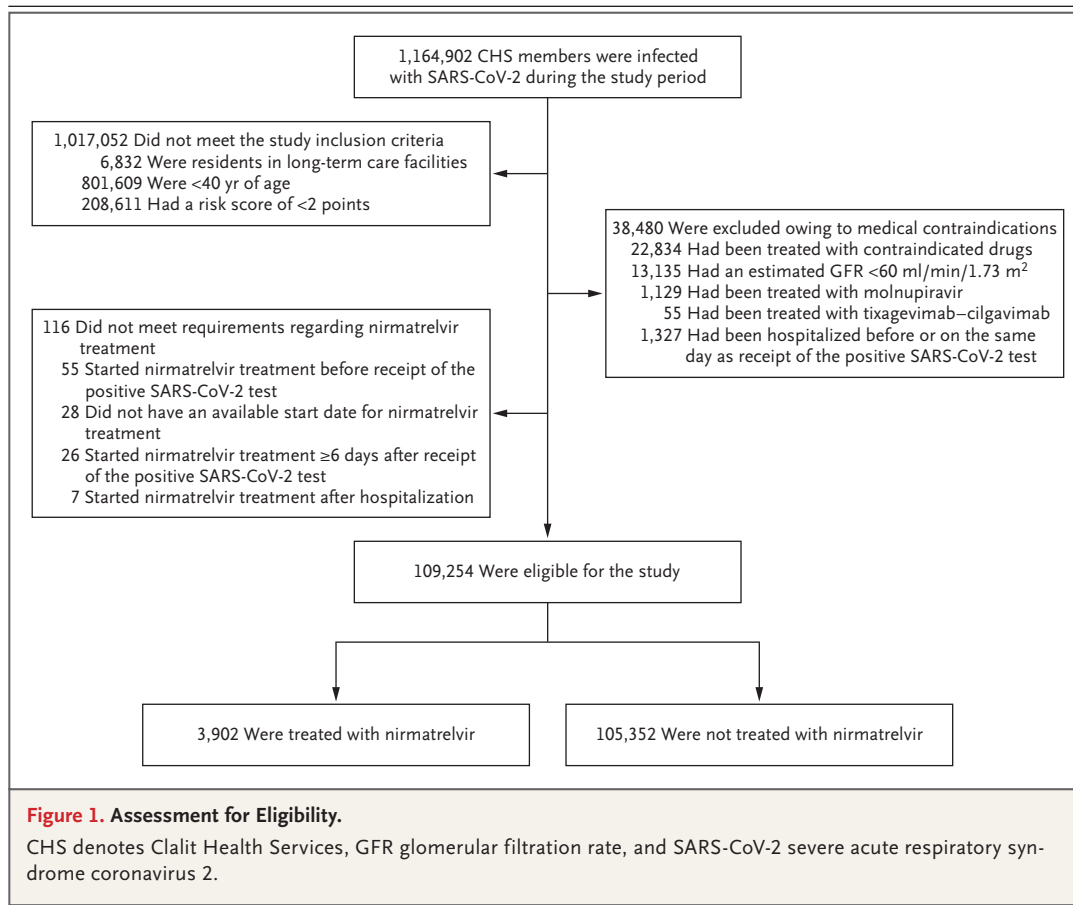 1,164,902 CHS members were infected
with SARS-CoV-2 during the study period
1,017,052 Did not meet the study inclusion criteria
6,832 Were residents in long-term care facilities
801,609 Were <40 yr of age
208,611 Had a risk score of <2 points
38,480 Were excluded owing to medical contraindications
22,834 Had been treated with contraindicated drugs
13,135 Had an estimated GFR <60 ml/min/1.73 m²
1,129 Had been treated with molnupiravir
55 Had been treated with tixagevimab–cilgavimab
1,327 Had been hospitalized before or on the same
day as receipt of the positive SARS-CoV-2 test
116 Did not meet requirements regarding nirmatrelvir
treatment
55 Started nirmatrelvir treatment before receipt of the
positive SARS-CoV-2 test
28 Did not have an available start date for nirmatrelvir
treatment
26 Started nirmatrelvir treatment ≥6 days after receipt
of the positive SARS-CoV-2 test
7 Started nirmatrelvir treatment after hospitalization
109,254 Were eligible for the study
3,902 Were treated with nirmatrelvir
105,352 Were not treated with nirmatrelvir
Figure 1. Assessment for Eligibility.
CHS denotes Clalit Health Services, GFR glomerular filtration rate, and SARS-CoV-2 severe acute respiratory syn-
drome coronavirus 2.